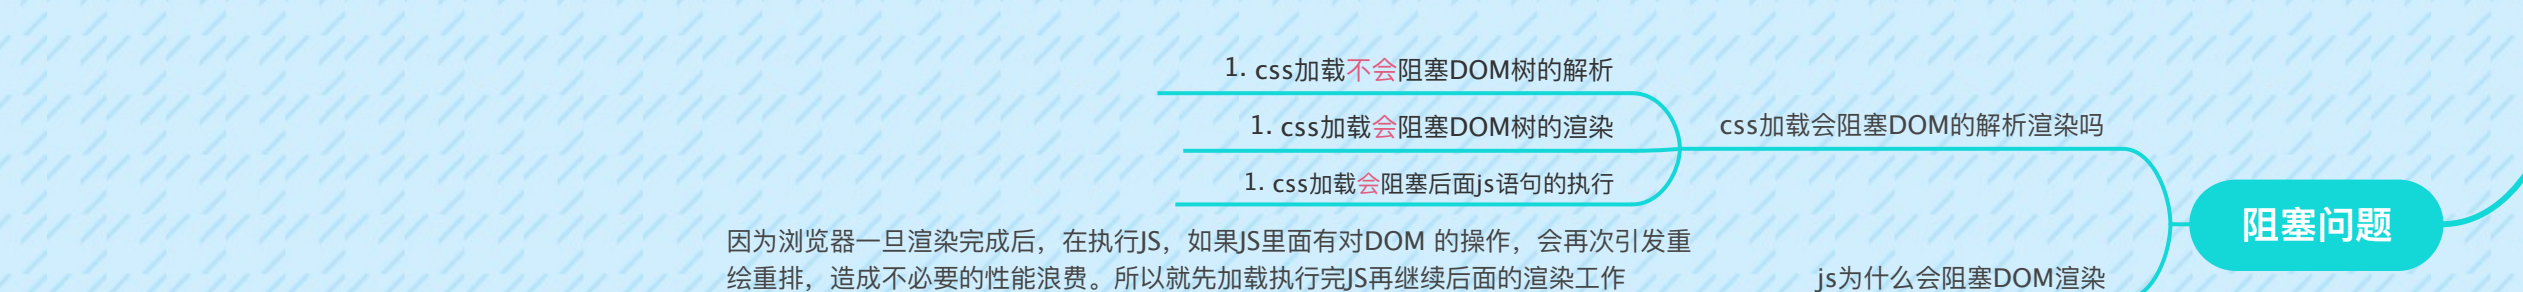 1. css加载不会阻塞DOM树的解析
1. css加载会阻塞DOM树的渲染
css加载会阻塞DOM的解析渲染吗
1. css加载会阻塞后面js语句的执行
阻塞问题
因为浏览器一旦渲染完成后，在执行JS，如果JS里面有对DOM 的操作，会再次引发重
绘重排，造成不必要的性能浪费。所以就先加载执行完JS再继续后面的渲染工作
js为什么会阻塞DOM渲染